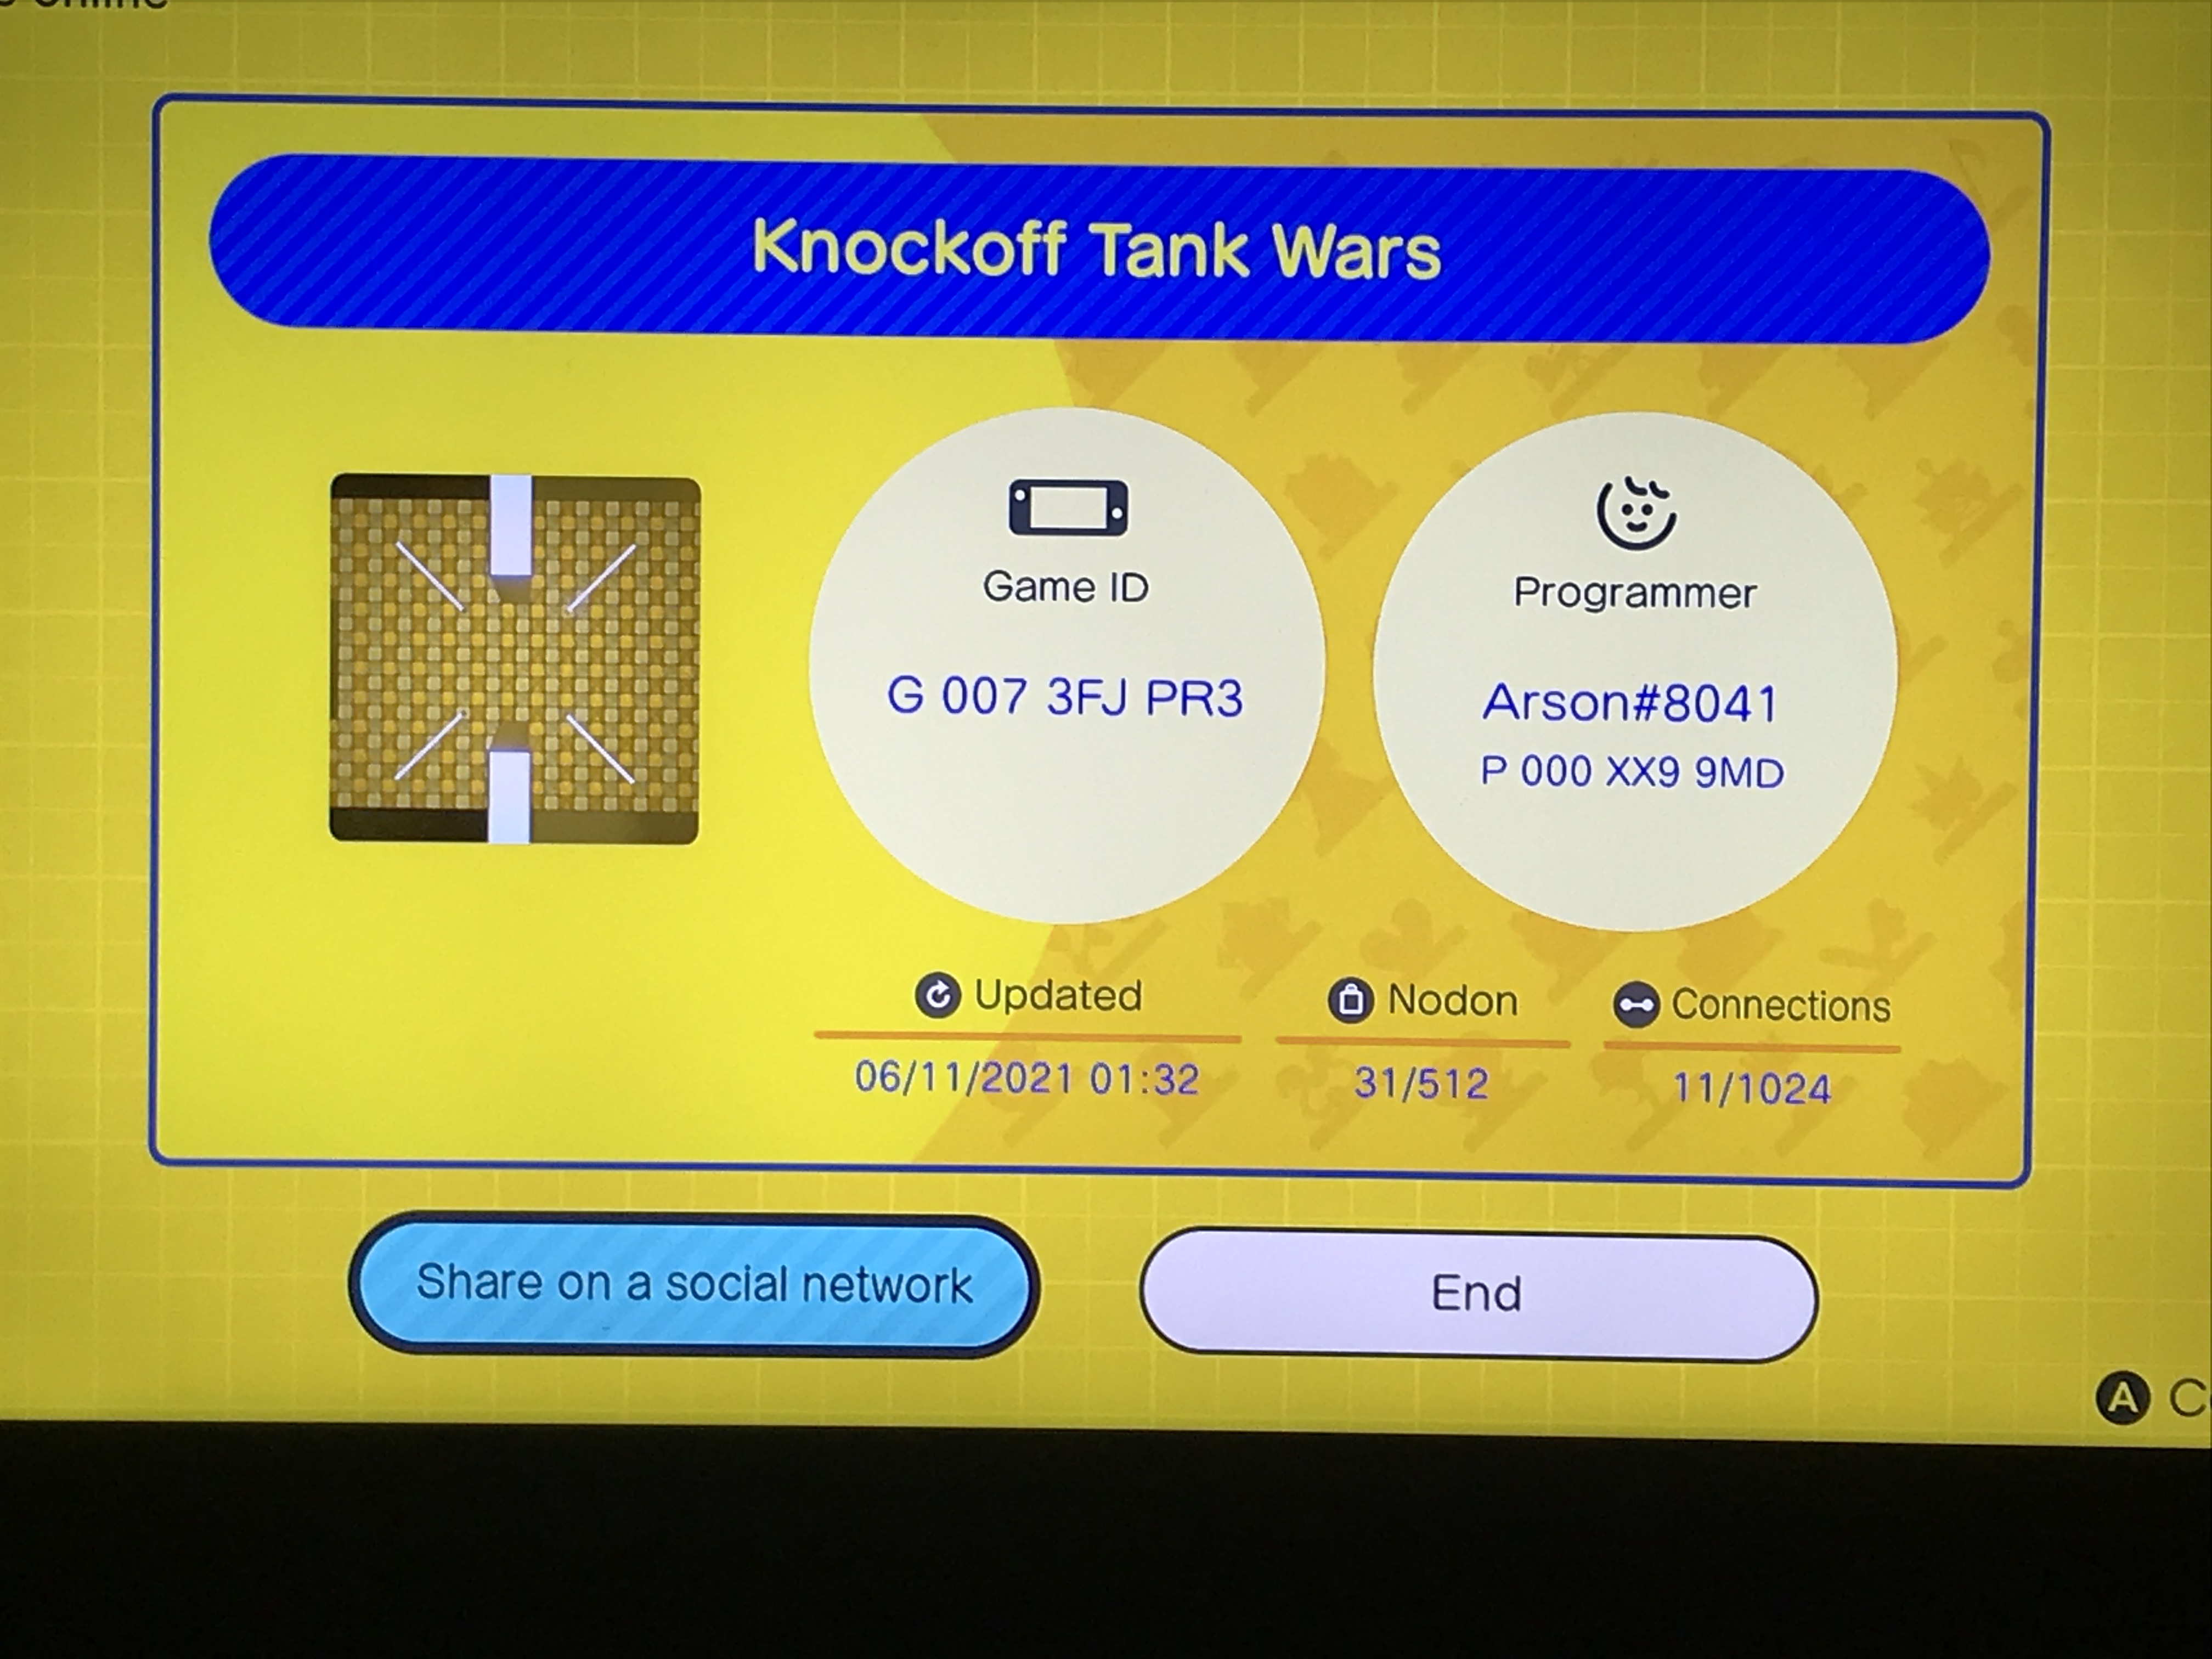 Knockoff Tank Wars
Game ID
G 007 3FJ PR3
Programmer
Arson#8041
P 000 XX9 9MD
Updated
06/11/2021 01:32
Nodon
31/512
Connections
11/1024
Share on a social network
End
A